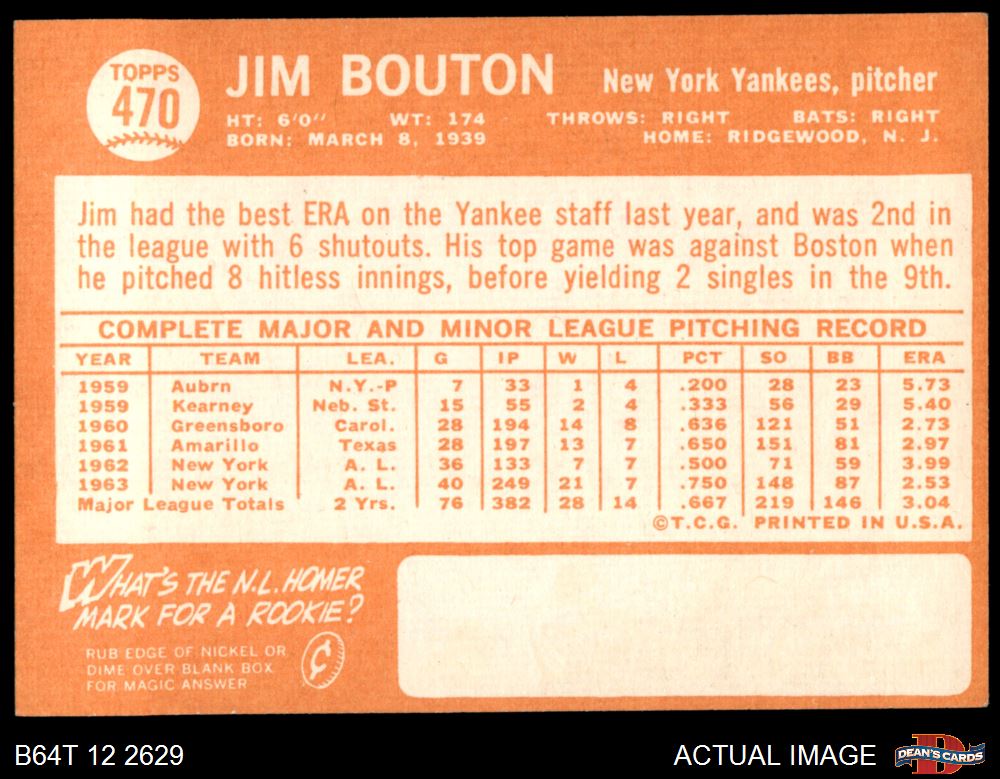 TOPPS
470
JIM BOUTON
New York Yankees, pitcher
HT: 6'0" WT: 174 THROWS: RIGHT BATS: RIGHT
BORN: MARCH 8, 1939 HOME: RIDGEWOOD, N. J.
Jim had the best ERA on the Yankee staff last year, and was 2nd in
the league with 6 shutouts. His top game was against Boston when
he pitched 8 hitless innings, before yielding 2 singles in the 9th.
COMPLETE MAJOR AND MINOR LEAGUE PITCHING RECORD
YEAR TEAM LEA. G IP W L PCT SO BB ERA
1959 Aubrn N.Y.-P 7 33 1 4 .200 28 23 5.73
1959 Kearney Neb. St. 15 55 2 4 .333 56 29 5.40
1960 Greensboro Carol. 28 194 14 8 .636 121 51 2.73
1961 Amarillo Texas 28 197 13 7 .650 151 81 2.97
1962 New York A. L. 36 133 7 7 .500 71 59 3.99
1963 New York A. L. 40 249 21 7 .750 148 87 2.53
Major League Totals 2 Yrs. 76 382 28 14 .667 219 146 3.04
©T.C.G. PRINTED IN U.S.A.
WHAT'S THE N.L. HOMER
MARK FOR A ROOKIE?
RUB EDGE OF NICKEL OR
DIME OVER BLANK BOX
FOR MAGIC ANSWER
¢
B64T 12 2629 ACTUAL IMAGE DEAN'S CARDS